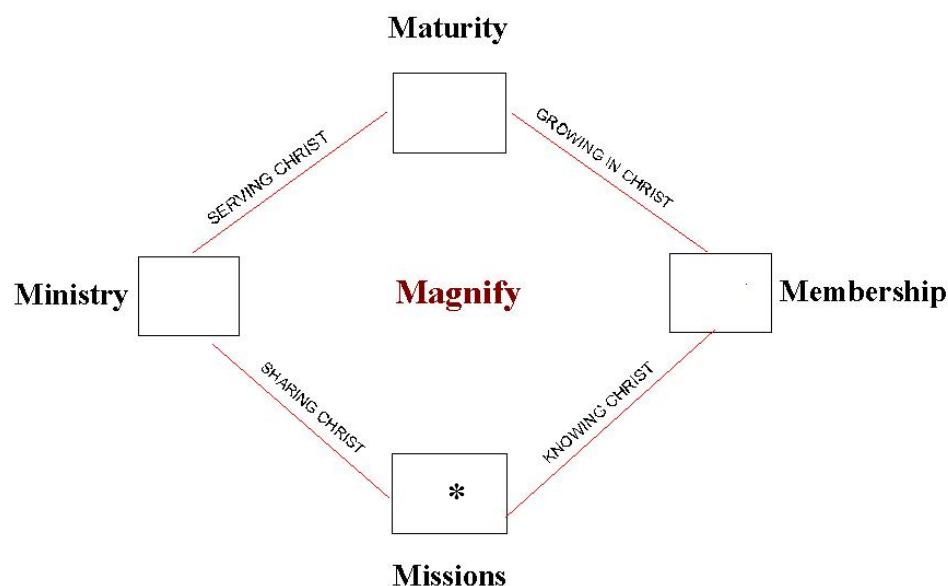 Maturity
SERVING CHRIST
GROWING IN CHRIST
Ministry
Magnify
Membership
SHARING CHRIST
KNOWING CHRIST
*
Missions